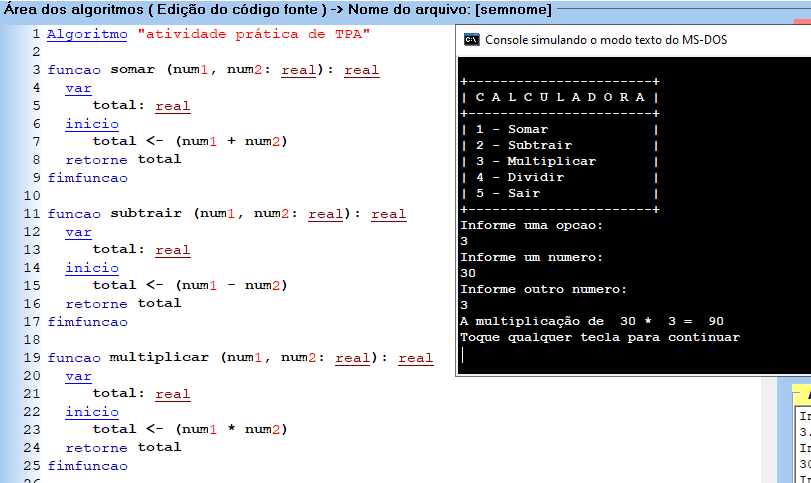 Área dos algoritmos ( Edição do código fonte ) -> Nome do arquivo: [semnome]
1 Algoritmo "atividade prática de TPA"
2
3 funcao somar (num1, num2: real): real
4 var
5 total: real
6 inicio
7 total <- (num1 + num2)
8 retorne total
9 fimfuncao
10
11 funcao subtrair (num1, num2: real): real
12 var
13 total: real
14 inicio
15 total <- (num1 - num2)
16 retorne total
17 fimfuncao
18
19 funcao multiplicar (num1, num2: real): real
20 var
21 total: real
22 inicio
23 total <- (num1 * num2)
24 retorne total
25 fimfuncao
Console simulando o modo texto do MS-DOS
+-----------------------+
| C A L C U L A D O R A |
+-----------------------+
| 1 - Somar |
| 2 - Subtrair |
| 3 - Multiplicar |
| 4 - Dividir |
| 5 - Sair |
+-----------------------+
Informe uma opcao:
3
Informe um numero:
30
Informe outro numero:
3
A multiplicação de 30 * 3 = 90
Toque qualquer tecla para continuar